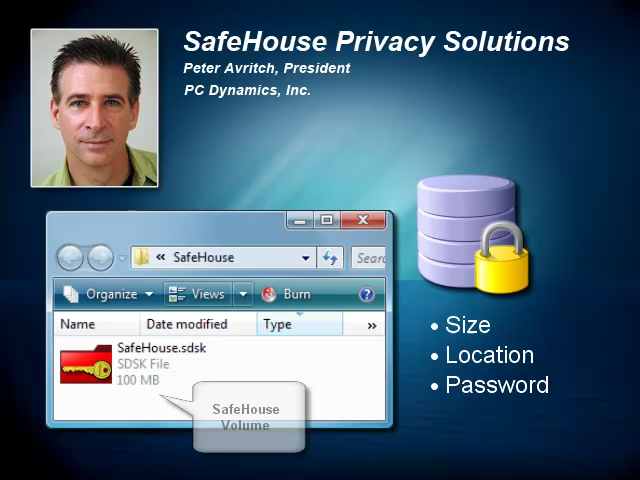 SafeHouse Privacy Solutions
Peter Avritch, President
PC Dynamics, Inc.
« SafeHouse
Sear
Organize
Views
Burn
?
Name
Date modified
Type
»
SafeHouse.sdsk
SDSK File
100 MB
SafeHouse
Volume
• Size
• Location
• Password